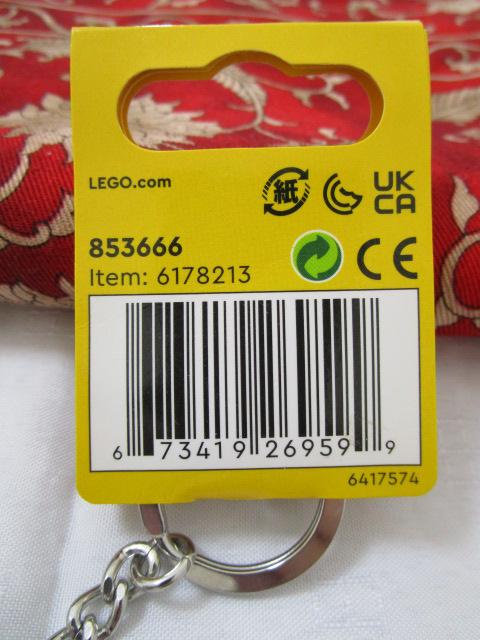 LEGO.com
紙
UK
CA
853666
CE
Item: 6178213
6 73419 26959 9
6417574